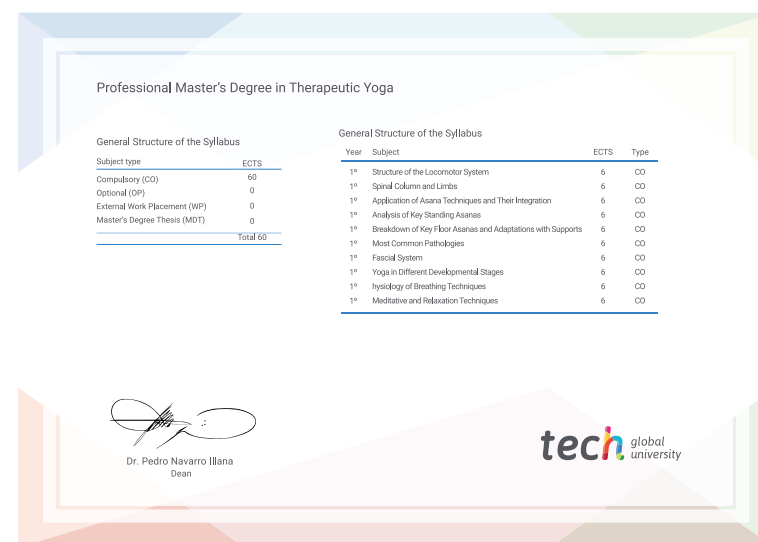 Professional Master's Degree in Therapeutic Yoga
General Structure of the Syllabus
Subject type ECTS
Compulsory (CO) 60
Optional (OP) 0
External Work Placement (WP) 0
Master's Degree Thesis (MDT) 0
Total 60
General Structure of the Syllabus
Year Subject ECTS Type
1º Structure of the Locomotor System 6 CO
1º Spinal Column and Limbs 6 CO
1º Application of Asana Techniques and Their Integration 6 CO
1º Analysis of Key Standing Asanas 6 CO
1º Breakdown of Key Floor Asanas and Adaptations with Supports 6 CO
1º Most Common Pathologies 6 CO
1º Fascial System 6 CO
1º Yoga in Different Developmental Stages 6 CO
1º hysiology of Breathing Techniques 6 CO
1º Meditative and Relaxation Techniques 6 CO
Dr. Pedro Navarro Illana
Dean
tech global
university